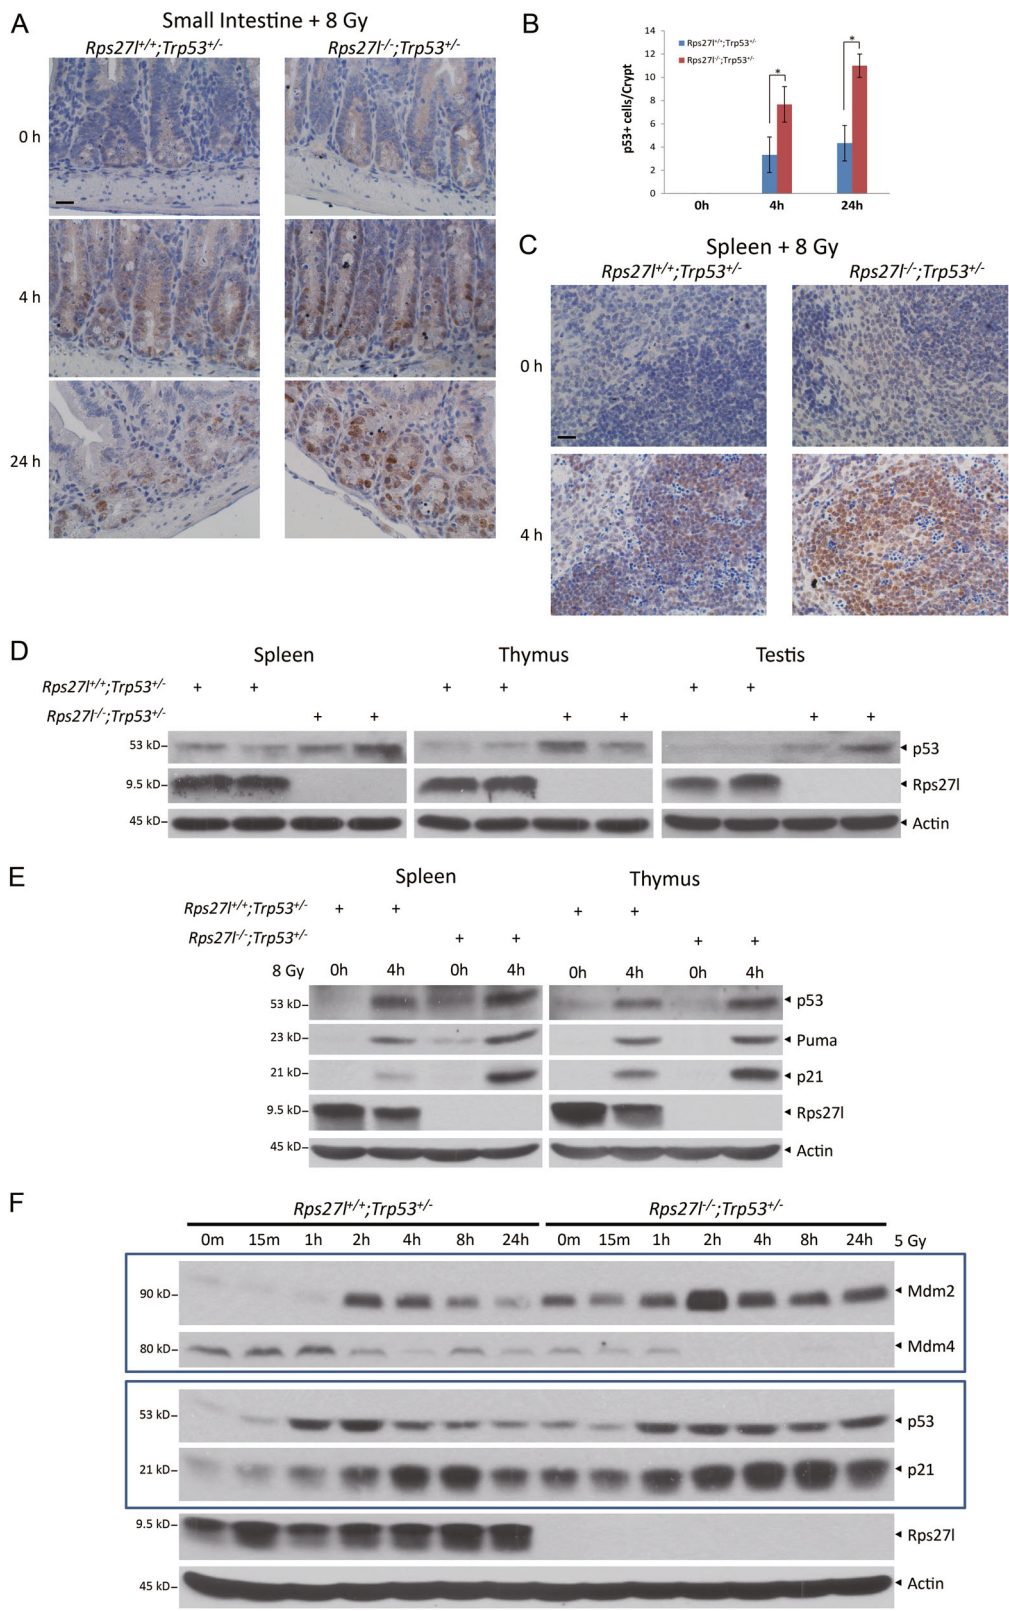 A
Small Intestine + 8 Gy
Rps27l+/+;Trp53+/-
Rps27l-/-;Trp53+/-
0 h
4 h
24 h
B
14
12
10
8
6
4
2
0
p53+ cells/Crypt
Rps27l+/+;Trp53+/-
Rps27l-/-;Trp53+/-
*
*
0h 4h 24h
C
Spleen + 8 Gy
Rps27l+/+;Trp53+/-
Rps27l-/-;Trp53+/-
0 h
4 h
D
Spleen Thymus Testis
Rps27l+/+;Trp53+/- + + + + + +
Rps27l-/-;Trp53+/- + + + + + +
53 kD p53
9.5 kD Rps27l
45 kD Actin
E
Spleen Thymus
Rps27l+/+;Trp53+/- + + + +
Rps27l-/-;Trp53+/- + + + +
8 Gy 0h 4h 0h 4h 0h 4h 0h 4h
53 kD p53
23 kD Puma
21 kD p21
9.5 kD Rps27l
45 kD Actin
F
Rps27l+/+;Trp53+/- Rps27l-/-;Trp53+/-
0m 15m 1h 2h 4h 8h 24h 0m 15m 1h 2h 4h 8h 24h 5 Gy
90 kD Mdm2
80 kD Mdm4
53 kD p53
21 kD p21
9.5 kD Rps27l
45 kD Actin